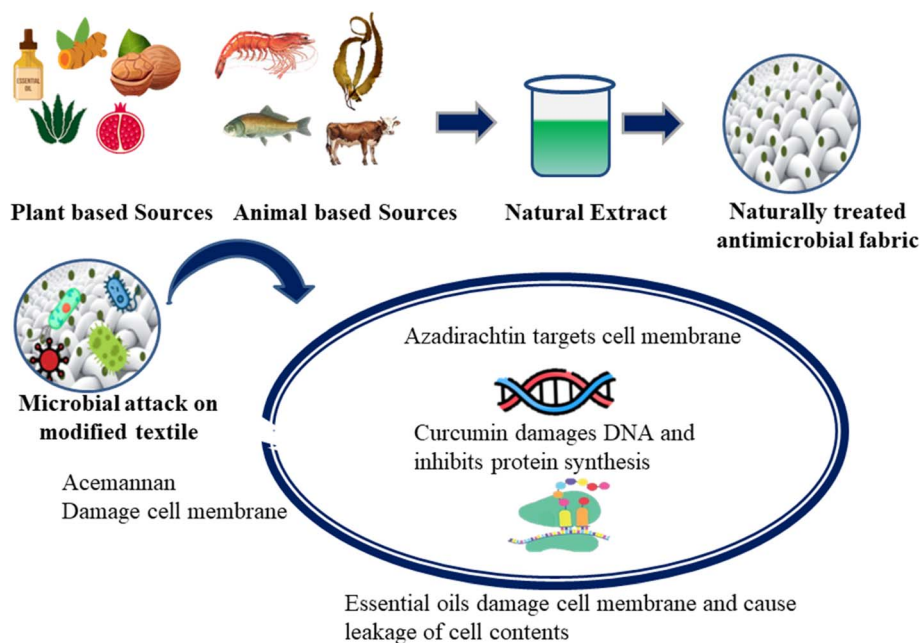 ESSENTIAL
OIL
Plant based Sources
Animal based Sources
Natural Extract
Naturally treated
antimicrobial fabric
Microbial attack on
modified textile
Acemannan
Damage cell membrane
Azadirachtin targets cell membrane
Curcumin damages DNA and
inhibits protein synthesis
Essential oils damage cell membrane and cause
leakage of cell contents